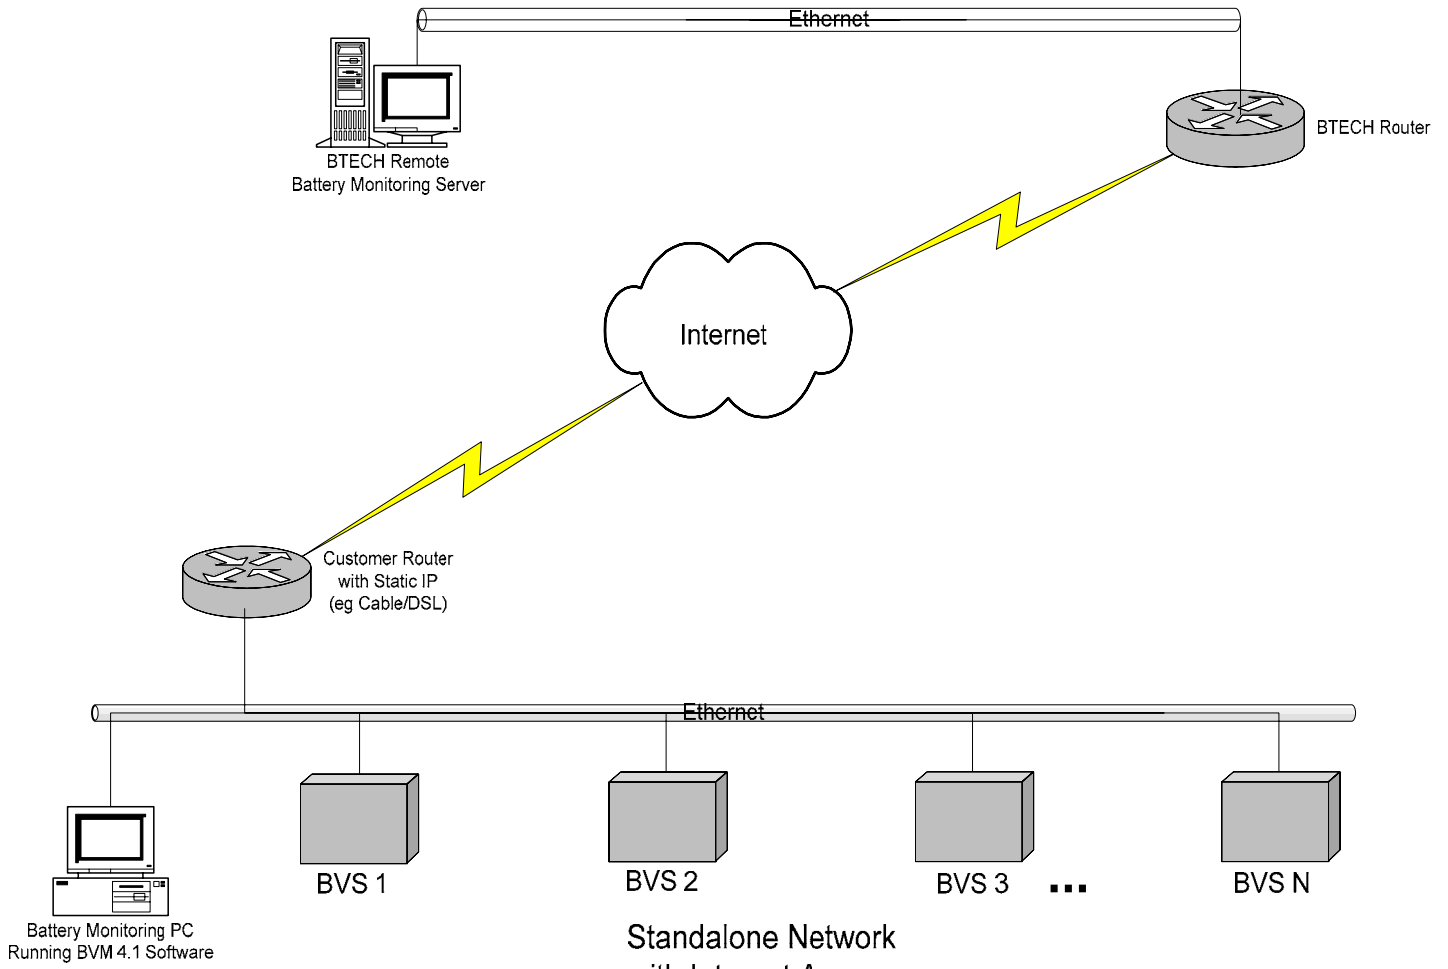 Ethernet
BTECH Router
BTECH Remote
Battery Monitoring Server
Internet
Customer Router
with Static IP
(eg Cable/DSL)
Ethernet
BVS 1
BVS 2
BVS 3
...
BVS N
Battery Monitoring PC
Running BVM 4.1 Software
Standalone Network